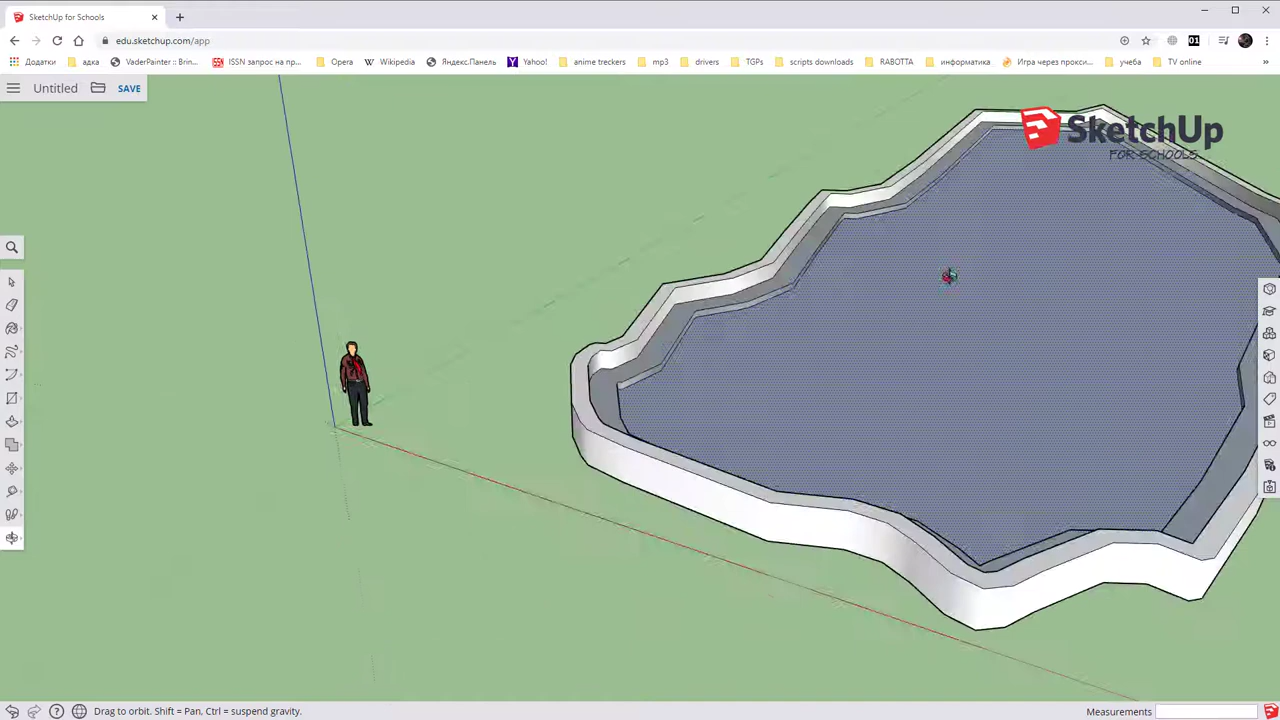 SketchUp for Schools
edu.sketchup.com/app
01
Додатки
адка
VaderPainter :: Brin...
ISSN запрос на пр...
Opera
Wikipedia
Яндекс.Панель
Yahoo!
anime treckers
mp3
drivers
TGPs
scripts downloads
RABOTTA
информатика
Игра через прокси...
учеба
TV online
»
Untitled
SAVE
SketchUp
FOR SCHOOLS
Drag to orbit. Shift = Pan, Ctrl = suspend gravity.
Measurements